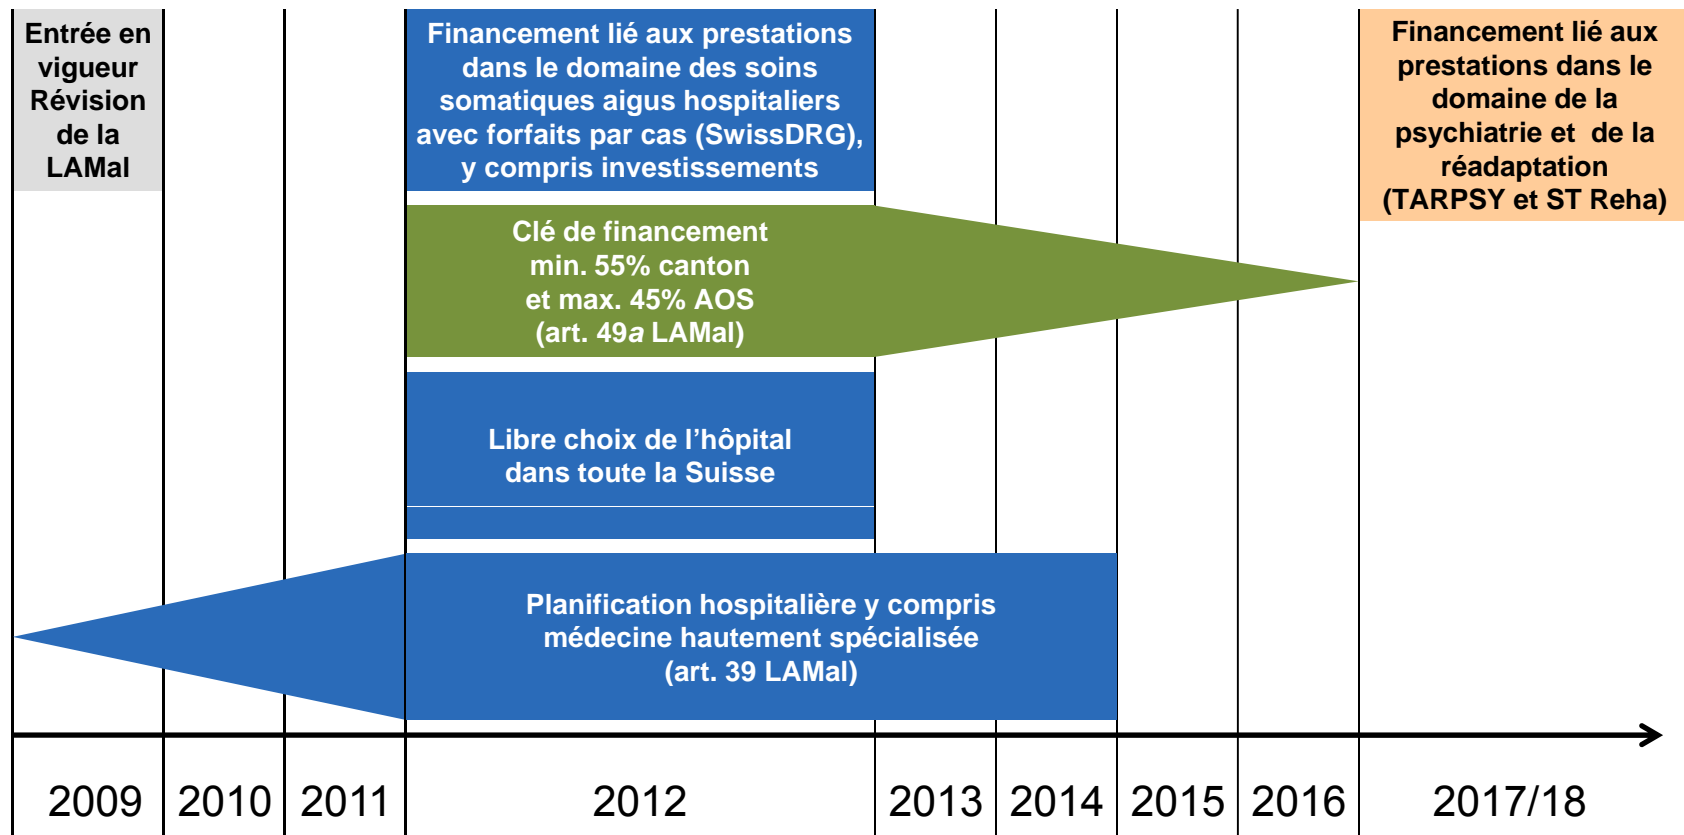 Entrée en
vigueur
Révision
de la
LAMal
Financement lié aux prestations
dans le domaine des soins
somatiques aigus hospitaliers
avec forfaits par cas (SwissDRG),
y compris investissements
Financement lié aux
prestations dans le
domaine de la
psychiatrie et  de la
réadaptation
(TARPSY et ST Reha)
Clé de financement
min. 55% canton
et max. 45% AOS
(art. 49a LAMal)
Libre choix de l’hôpital
dans toute la Suisse
Planification hospitalière y compris
médecine hautement spécialisée
(art. 39 LAMal)
2009 2010 2011 2012 2013 2014 2015 2016 2017/18